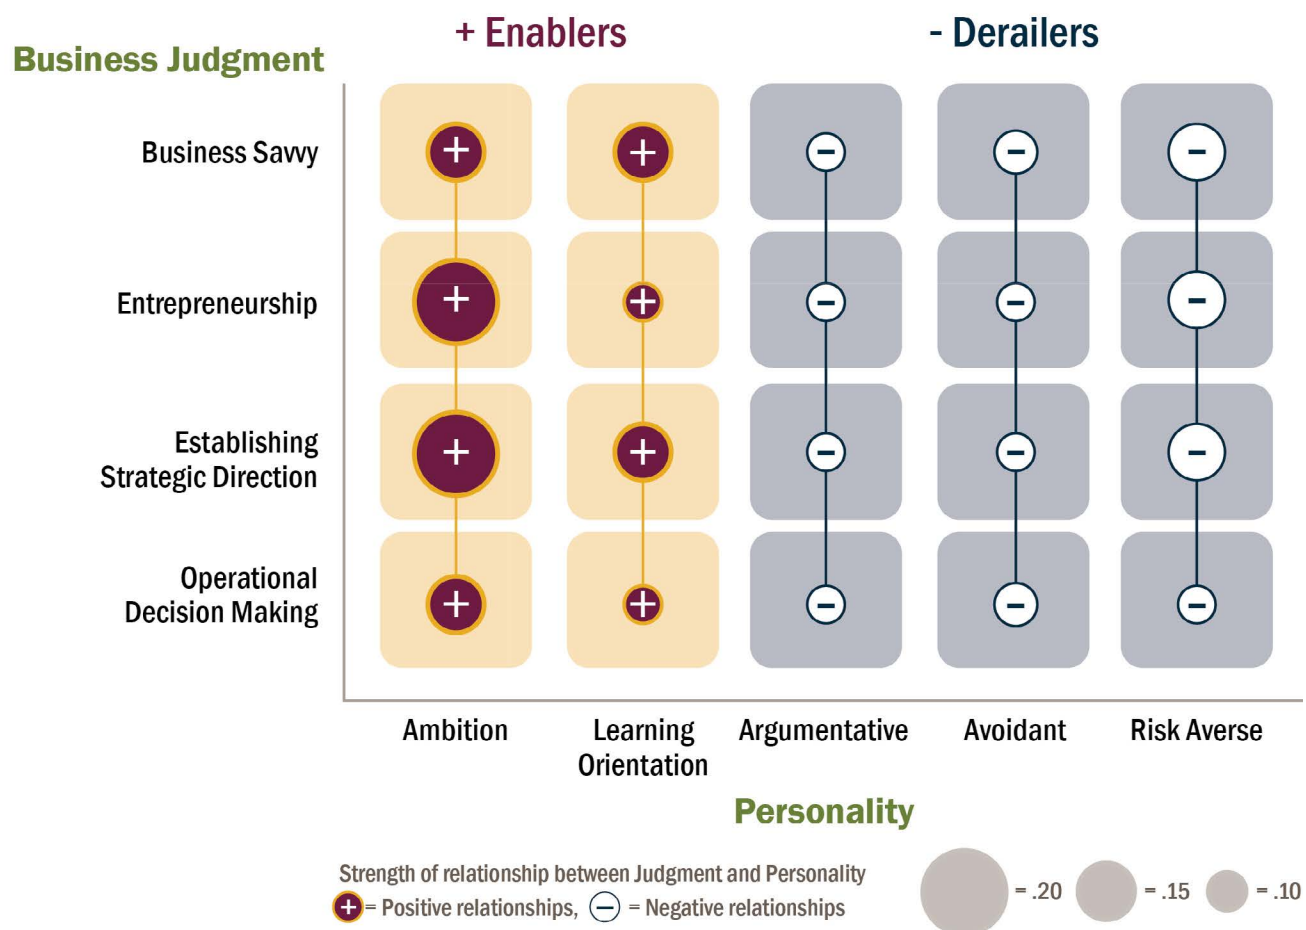 + Enablers
- Derailers
Business Judgment
Business Savvy
+
+
-
-
-
Entrepreneurship
+
+
-
-
-
Establishing
Strategic Direction
+
+
-
-
-
Operational
Decision Making
+
+
-
-
-
Ambition
Learning
Orientation
Argumentative
Avoidant
Risk Averse
Personality
Strength of relationship between Judgment and Personality
+ = Positive relationships, - = Negative relationships
= .20
= .15
= .10